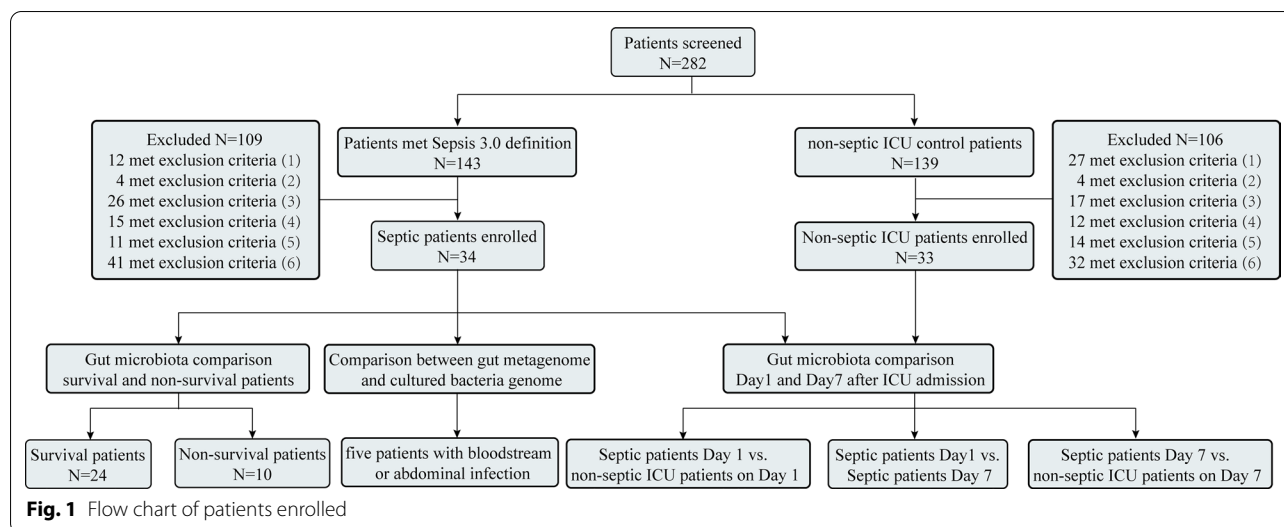 Patients screened
N=282
Excluded N=109
12 met exclusion criteria (1)
4 met exclusion criteria (2)
26 met exclusion criteria (3)
15 met exclusion criteria (4)
11 met exclusion criteria (5)
41 met exclusion criteria (6)
Patients met Sepsis 3.0 definition
N=143
non-septic ICU control patients
N=139
Excluded N=106
27 met exclusion criteria (1)
4 met exclusion criteria (2)
17 met exclusion criteria (3)
12 met exclusion criteria (4)
14 met exclusion criteria (5)
32 met exclusion criteria (6)
Septic patients enrolled
N=34
Non-septic ICU patients enrolled
N=33
Gut microbiota comparison
survival and non-survival patients
Comparison between gut metagenome
and cultured bacteria genome
Gut microbiota comparison
Day1 and Day7 after ICU admission
Survival patients
N=24
Non-survival patients
N=10
five patients with bloodstream
or abdominal infection
Septic patients Day 1 vs.
non-septic ICU patients on Day 1
Septic patients Day1 vs.
Septic patients Day 7
Septic patients Day 7 vs.
non-septic ICU patients on Day 7
Fig. 1 Flow chart of patients enrolled